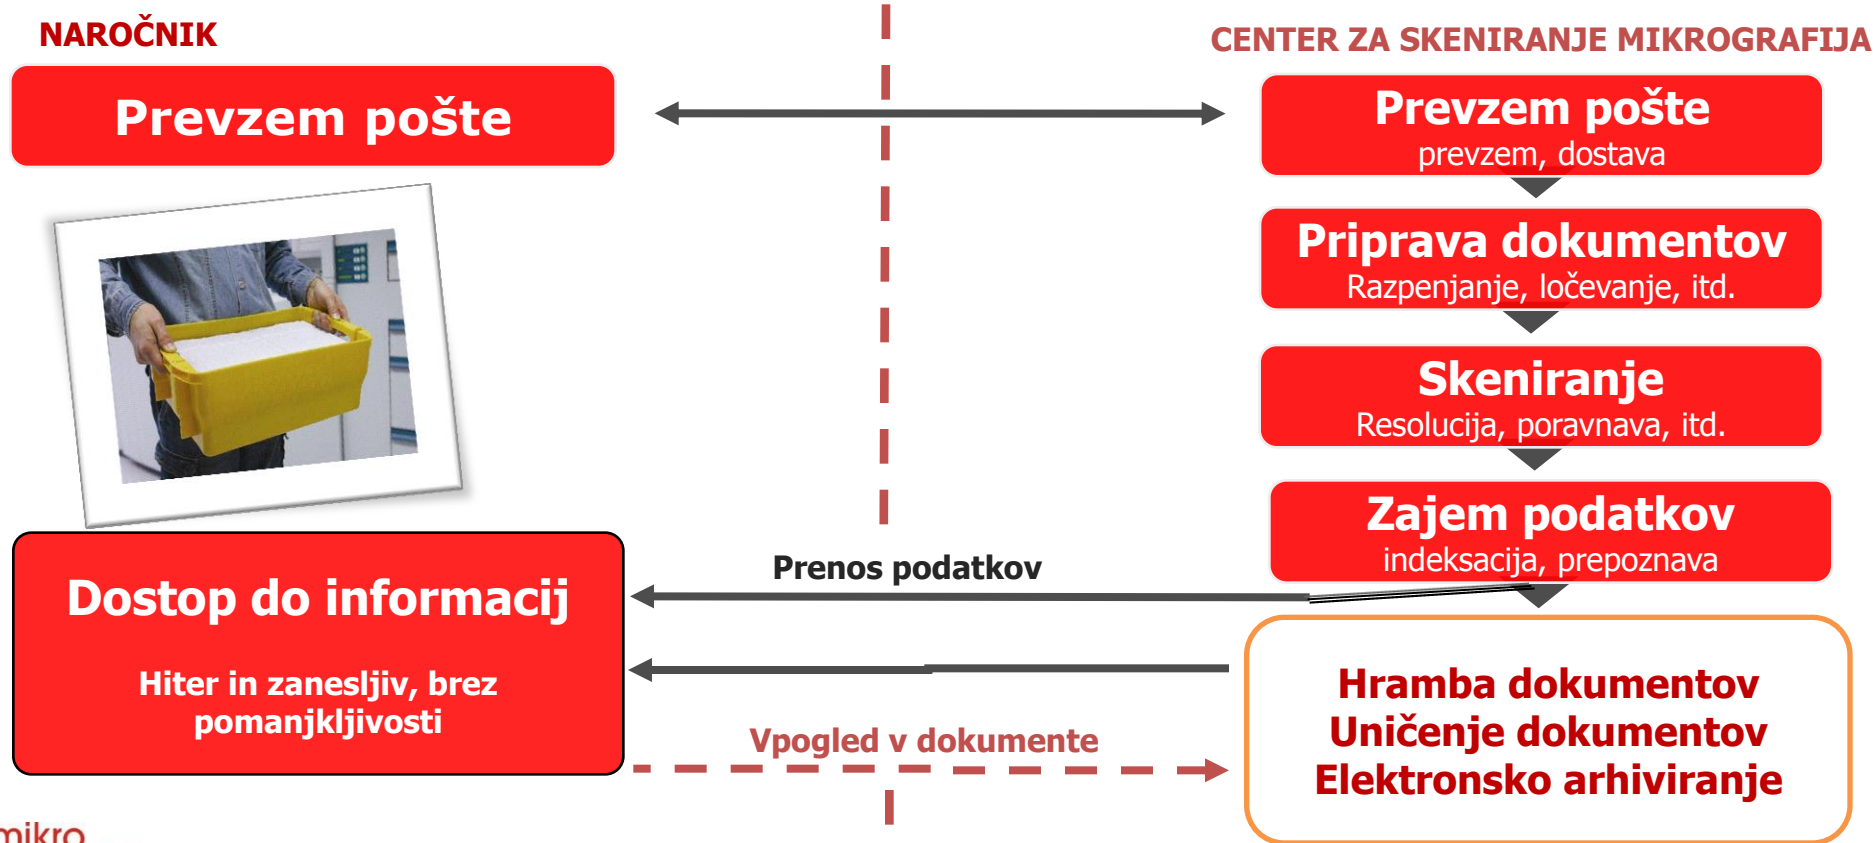 NAROČNIK
CENTER ZA SKENIRANJE MIKROGRAFIJA
Prevzem pošte
Prevzem pošte
prevzem, dostava
Priprava dokumentov
Razpenjanje, ločevanje, itd.
Skeniranje
Resolucija, poravnava, itd.
Zajem podatkov
indeksacija, prepoznava
Prenos podatkov
Dostop do informacij
Hiter in zanesljiv, brez
pomanjkljivosti
Vpogled v dokumente
Hramba dokumentov
Uničenje dokumentov
Elektronsko arhiviranje
mikro